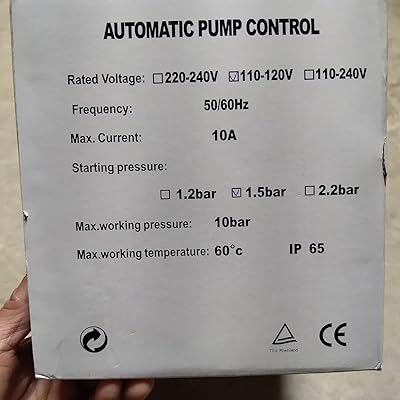 AUTOMATIC PUMP CONTROL
Rated Voltage: ☐220-240V ☑110-120V ☐110-240V
Frequency: 50/60Hz
Max. Current: 10A
Starting pressure:
☐1.2bar ☑1.5bar ☐2.2bar
Max.working pressure: 10bar
Max.working temperature: 60°c IP 65
CE